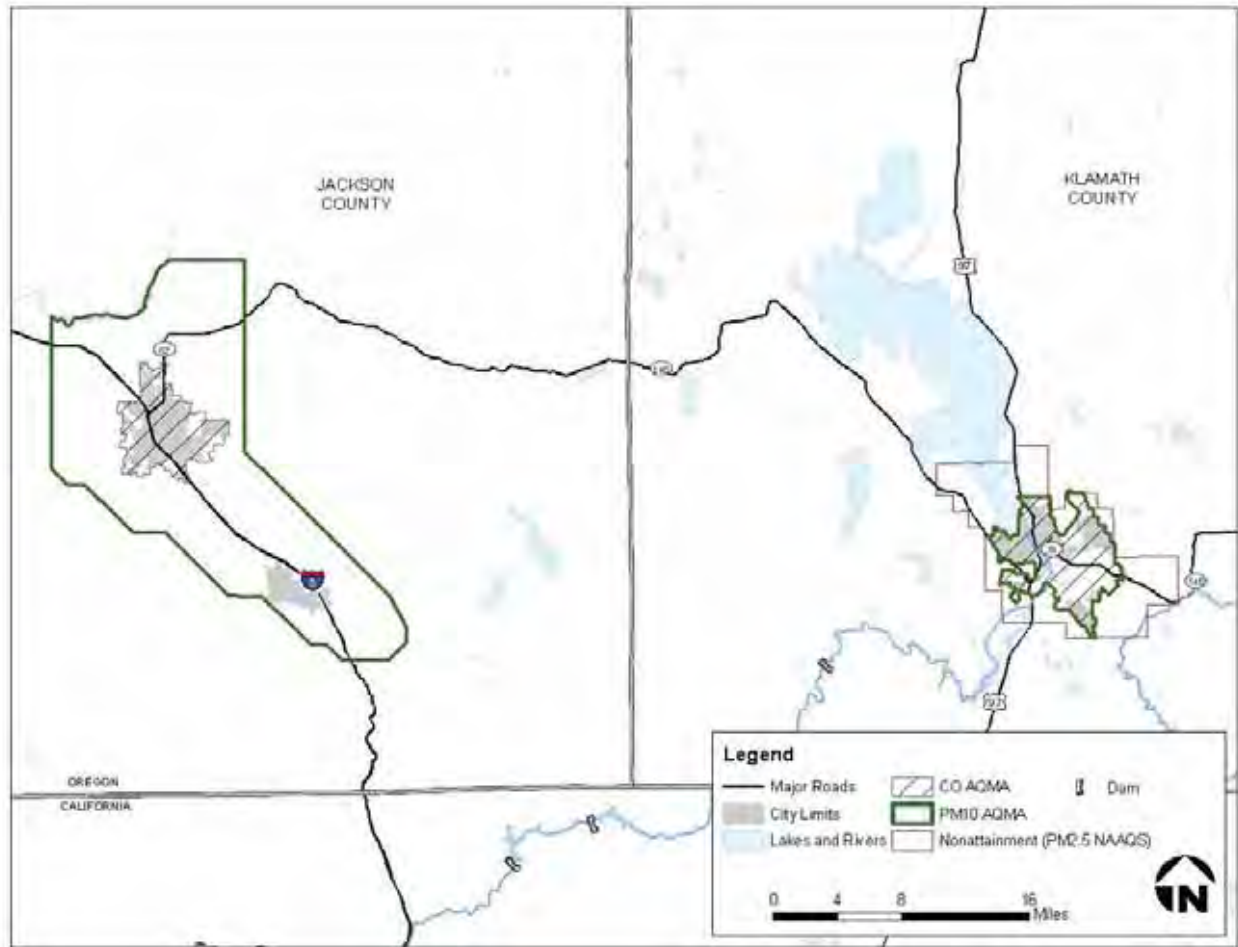 JACKSON
COUNTY
KLAMATH
COUNTY
97
97
OREGON
CALIFORNIA
Legend
Major Roads
City Limits
Lakes and Rivers
CO AQMA
PM10 AQMA
Nonattainment (PM2.5 NAAQS)
Dam
0 4 8 16
Miles
N